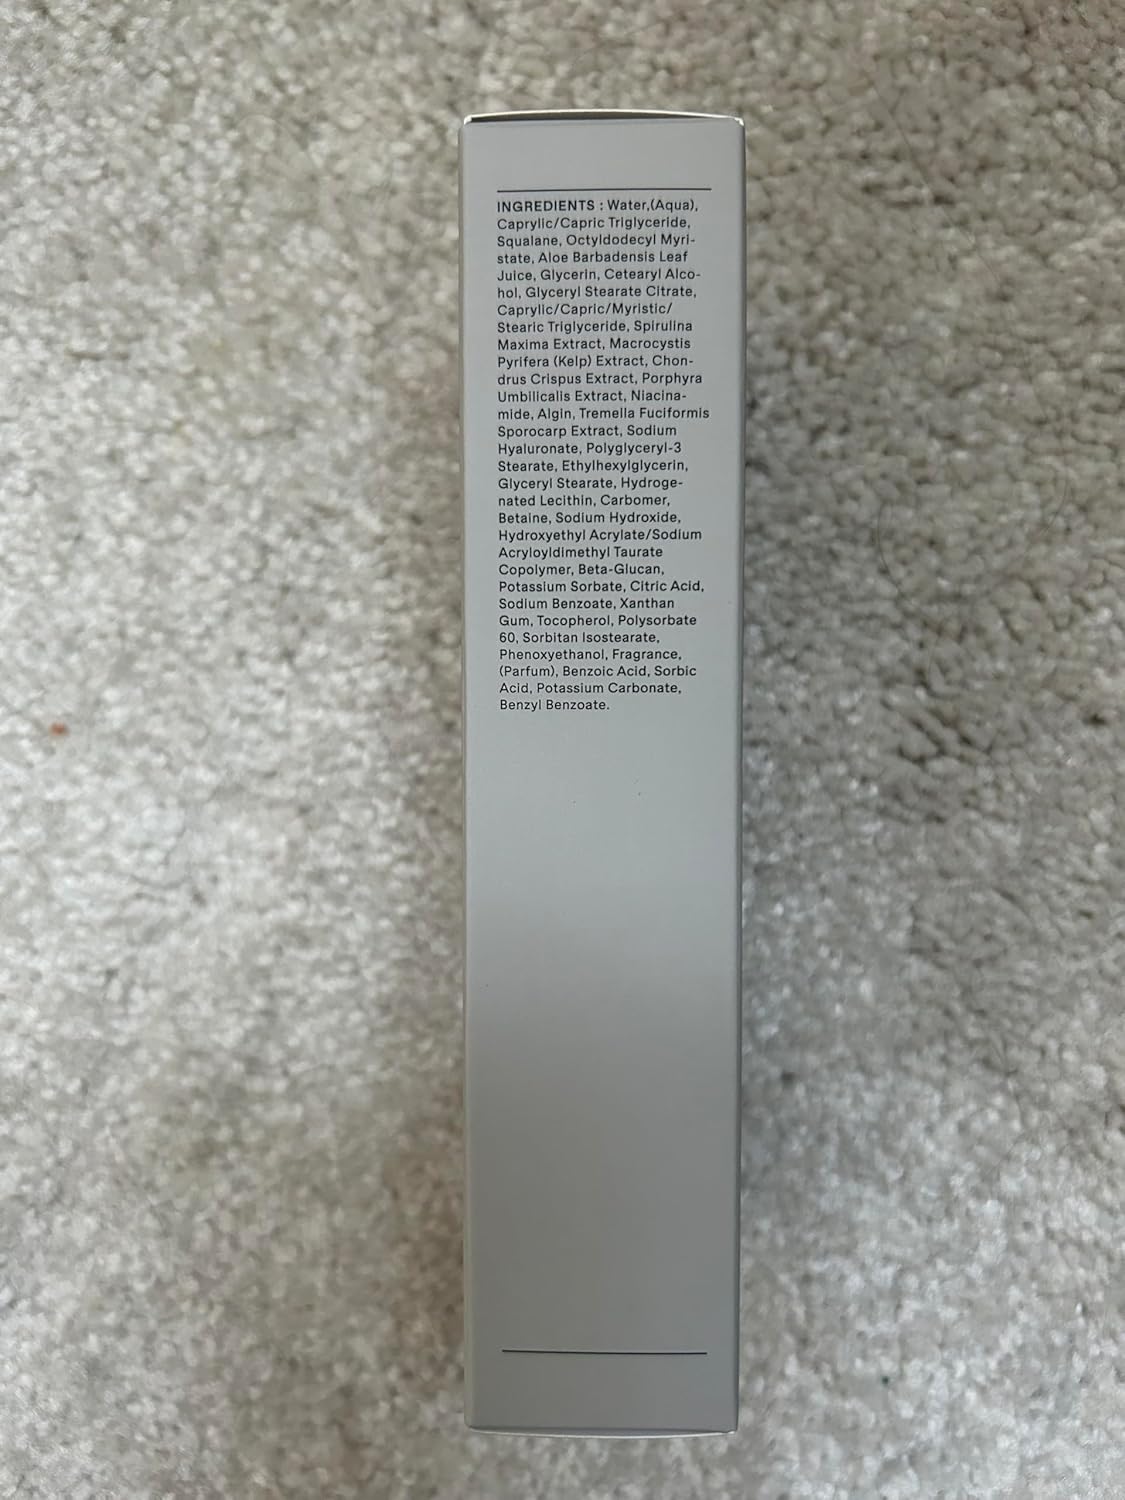 INGREDIENTS : Water,(Aqua),
Caprylic/Capric Triglyceride,
Squalane, Octyldodecyl Myri-
state, Aloe Barbadensis Leaf
Juice, Glycerin, Cetearyl Alco-
hol, Glyceryl Stearate Citrate,
Caprylic/Capric/Myristic/
Stearic Triglyceride, Spirulina
Maxima Extract, Macrocystis
Pyrifera (Kelp) Extract, Chon-
drus Crispus Extract, Porphyra
Umbilicalis Extract, Niacina-
mide, Algin, Tremella Fuciformis
Sporocarp Extract, Sodium
Hyaluronate, Polyglyceryl-3
Stearate, Ethylhexylglycerin,
Glyceryl Stearate, Hydroge-
nated Lecithin, Carbomer,
Betaine, Sodium Hydroxide,
Hydroxyethyl Acrylate/Sodium
Acryloyldimethyl Taurate
Copolymer, Beta-Glucan,
Potassium Sorbate, Citric Acid,
Sodium Benzoate, Xanthan
Gum, Tocopherol, Polysorbate
60, Sorbitan Isostearate,
Phenoxyethanol, Fragrance,
(Parfum), Benzoic Acid, Sorbic
Acid, Potassium Carbonate,
Benzyl Benzoate.